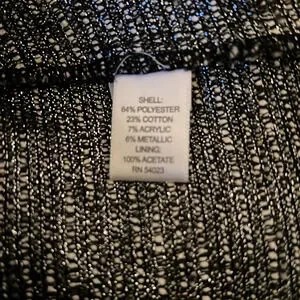 SHELL:
64% POLYESTER
23% COTTON
7% ACRYLIC
6% METALLIC
LINING:
100% ACETATE
RN 54023